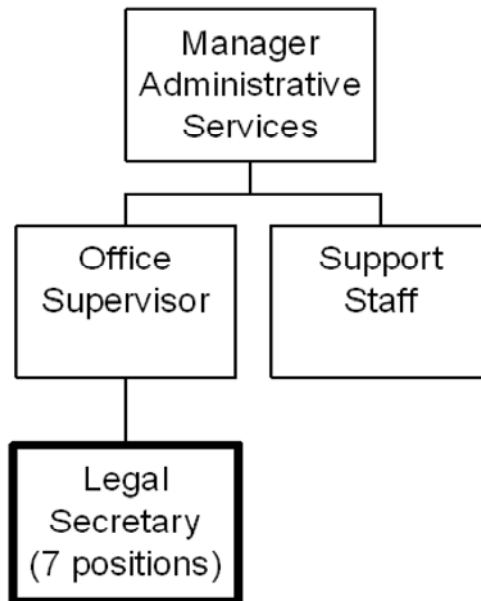 Manager
Administrative
Services
Office
Supervisor
Support
Staff
Legal
Secretary
(7 positions)